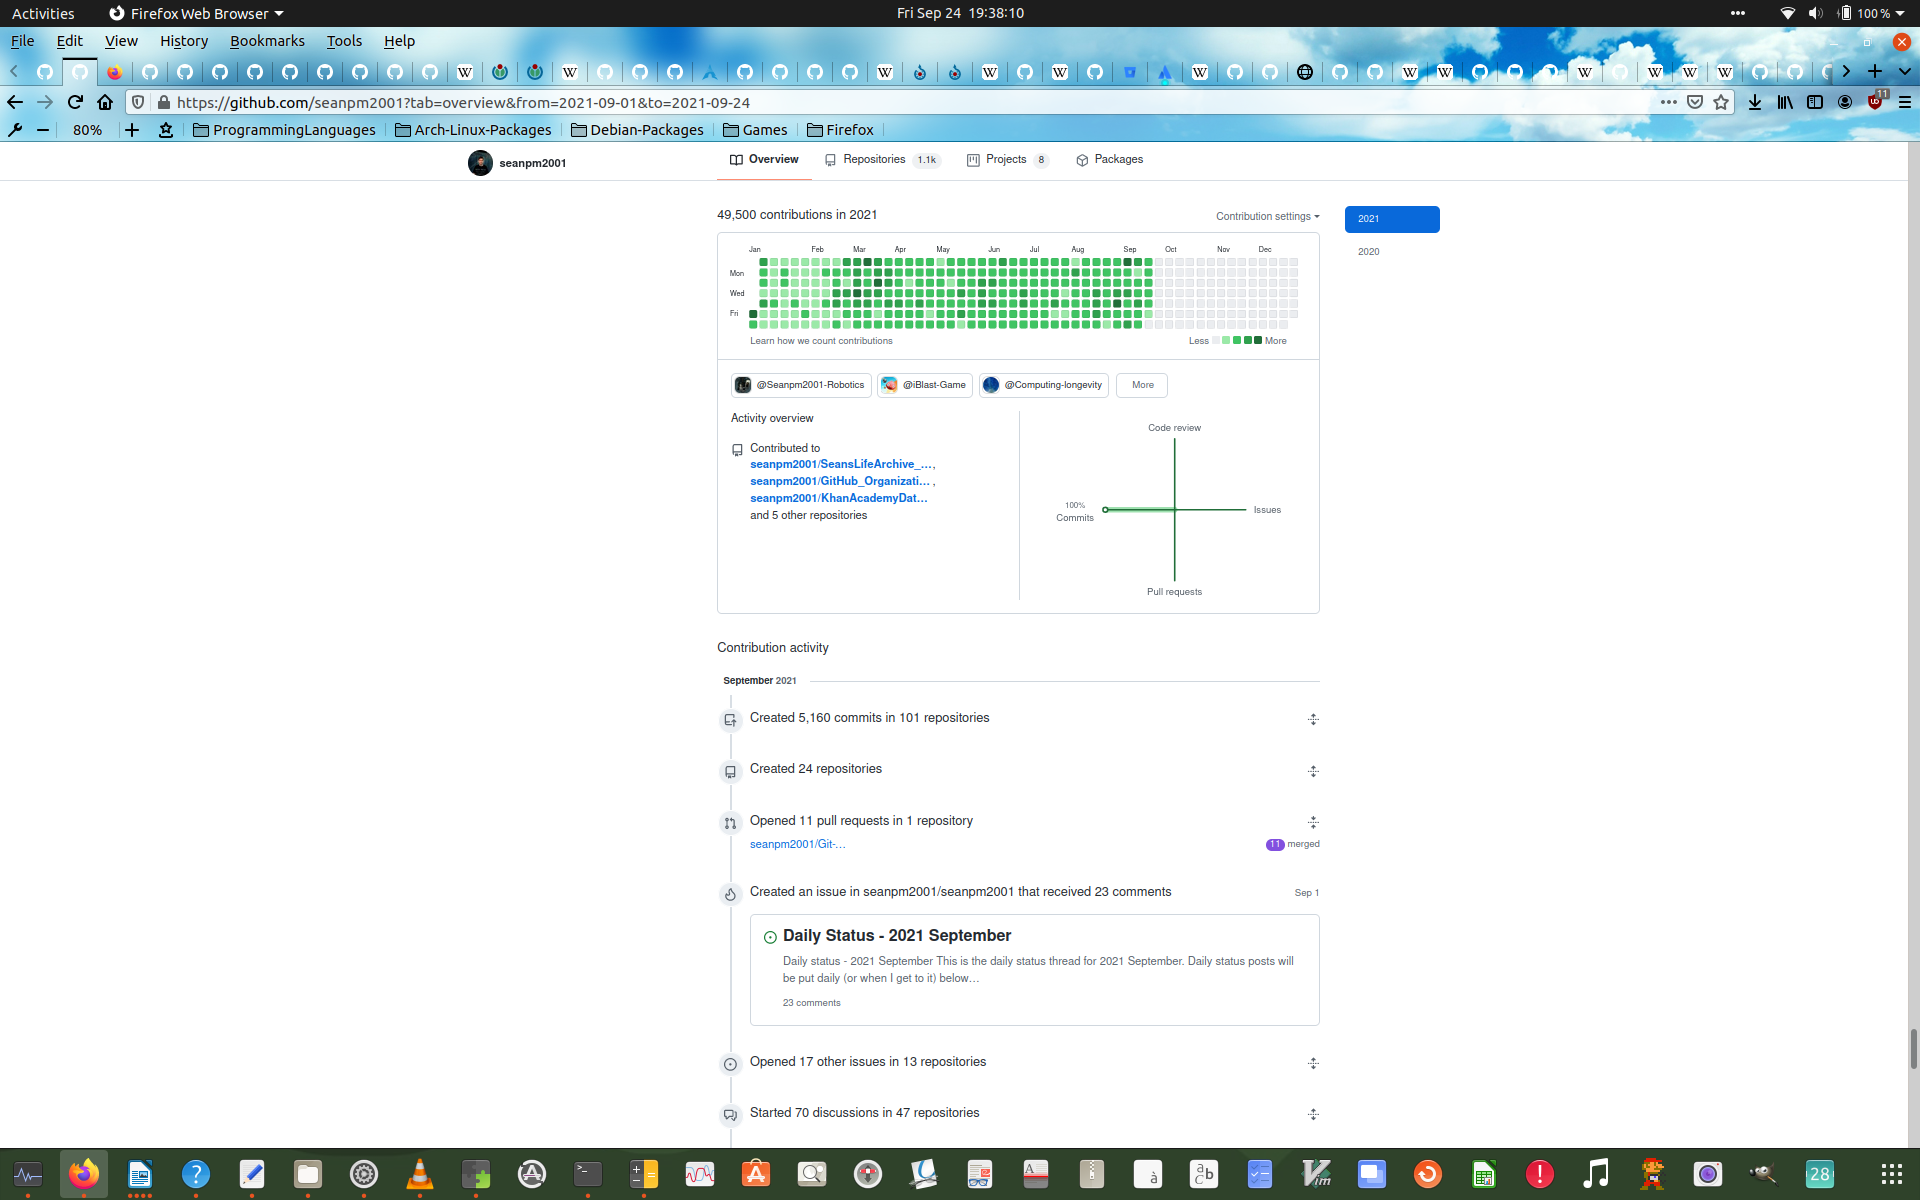 Activities
Firefox Web Browser
Fri Sep 24 19:38:10
100 %
File Edit View History Bookmarks Tools Help
https://github.com/seanpm2001?tab=overview&from=2021-09-01&to=2021-09-24
11
80%
ProgrammingLanguages
Arch-Linux-Packages
Debian-Packages
Games
Firefox
seanpm2001
Overview
Repositories 1.1k
Projects 8
Packages
49,500 contributions in 2021
Contribution settings
2021
2020
Jan Feb Mar Apr May Jun Jul Aug Sep Oct Nov Dec
Mon
Wed
Fri
Learn how we count contributions
Less More
@Seanpm2001-Robotics
@iBlast-Game
@Computing-longevity
More
Activity overview
Contributed to
seanpm2001/SeansLifeArchive_…,
seanpm2001/GitHub_Organizati… ,
seanpm2001/KhanAcademyDat…
and 5 other repositories
Code review
100%
Commits
Issues
Pull requests
Contribution activity
September 2021
Created 5,160 commits in 101 repositories
Created 24 repositories
Opened 11 pull requests in 1 repository
seanpm2001/Git-…
11 merged
Created an issue in seanpm2001/seanpm2001 that received 23 comments
Sep 1
Daily Status - 2021 September
Daily status - 2021 September This is the daily status thread for 2021 September. Daily status posts will
be put daily (or when I get to it) below…
23 comments
Opened 17 other issues in 13 repositories
Started 70 discussions in 47 repositories
28